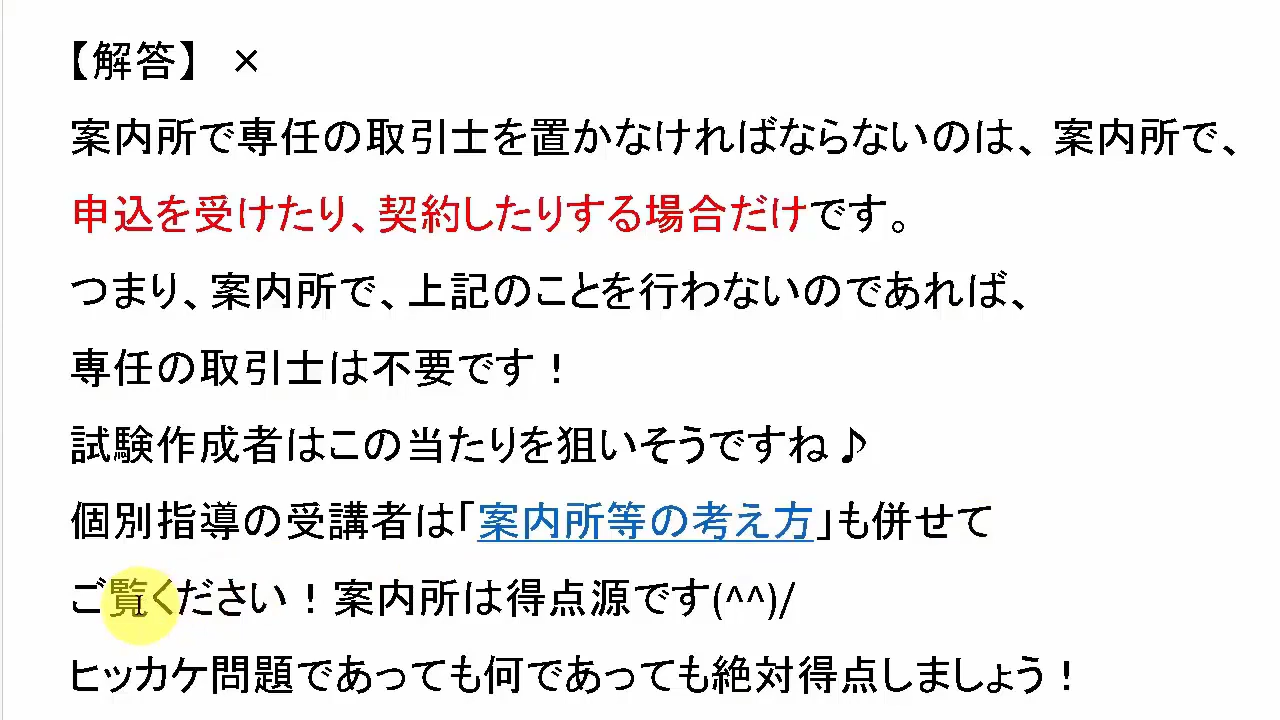 【解答】 ×
案内所で専任の取引士を置かなければならないのは、案内所で、
申込を受けたり、契約したりする場合だけです。
つまり、案内所で、上記のことを行わないのであれば、
専任の取引士は不要です！
試験作成者はこの当たりを狙いそうですね♪
個別指導の受講者は「案内所等の考え方」も併せて
ご覧ください！案内所は得点源です(^^)/
ヒッカケ問題であっても何であっても絶対得点しましょう！